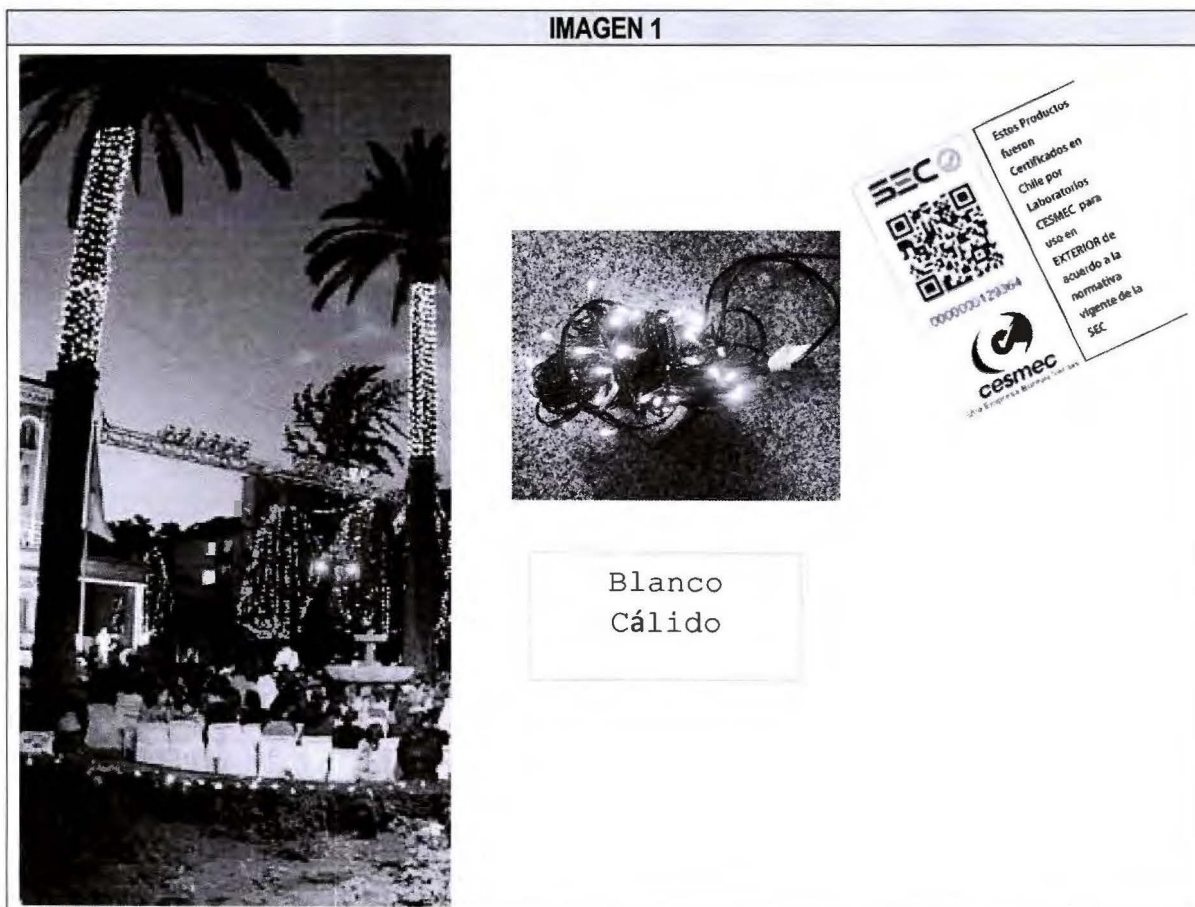 IMAGEN 1
SEC
0000006129364
cesmec
Estos Productos
fueron
Certificados en
Chile por
Laboratorios
CESMEC para
uso en
EXTERIOR de
acuerdo a la
normativa
vigente de la
SEC
Blanco
Cálido